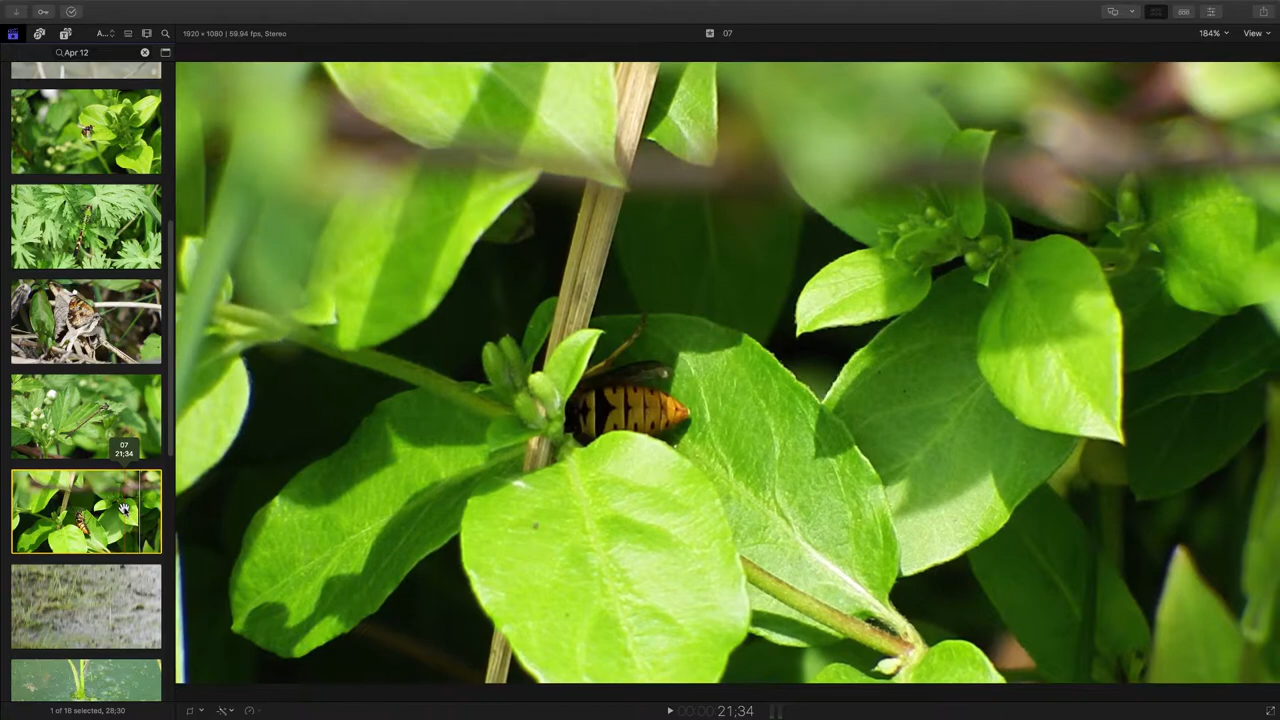 A...
1920 × 1080 | 59.94 fps, Stereo
07
184%
View
Apr 12
07
21;34
1 of 18 selected, 28;30
00:00:21;34